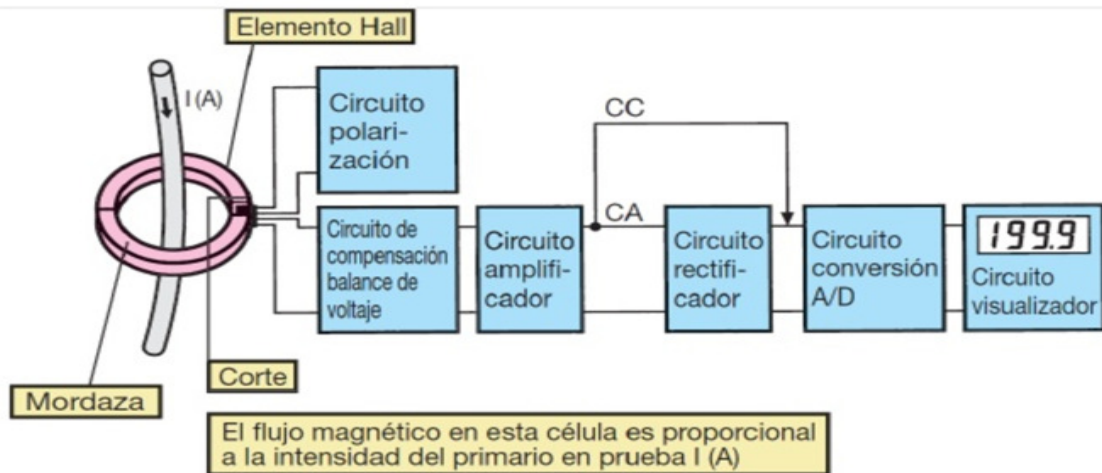 Elemento Hall
I (A)
Circuito
polari-
zación
CC
CA
Circuito de
compensación
balance de
voltaje
Circuito
amplifi-
cador
Circuito
rectifi-
cador
Circuito
conversión
A/D
199.9
Circuito
visualizador
Corte
Mordaza
El flujo magnético en esta célula es proporcional
a la intensidad del primario en prueba I (A)